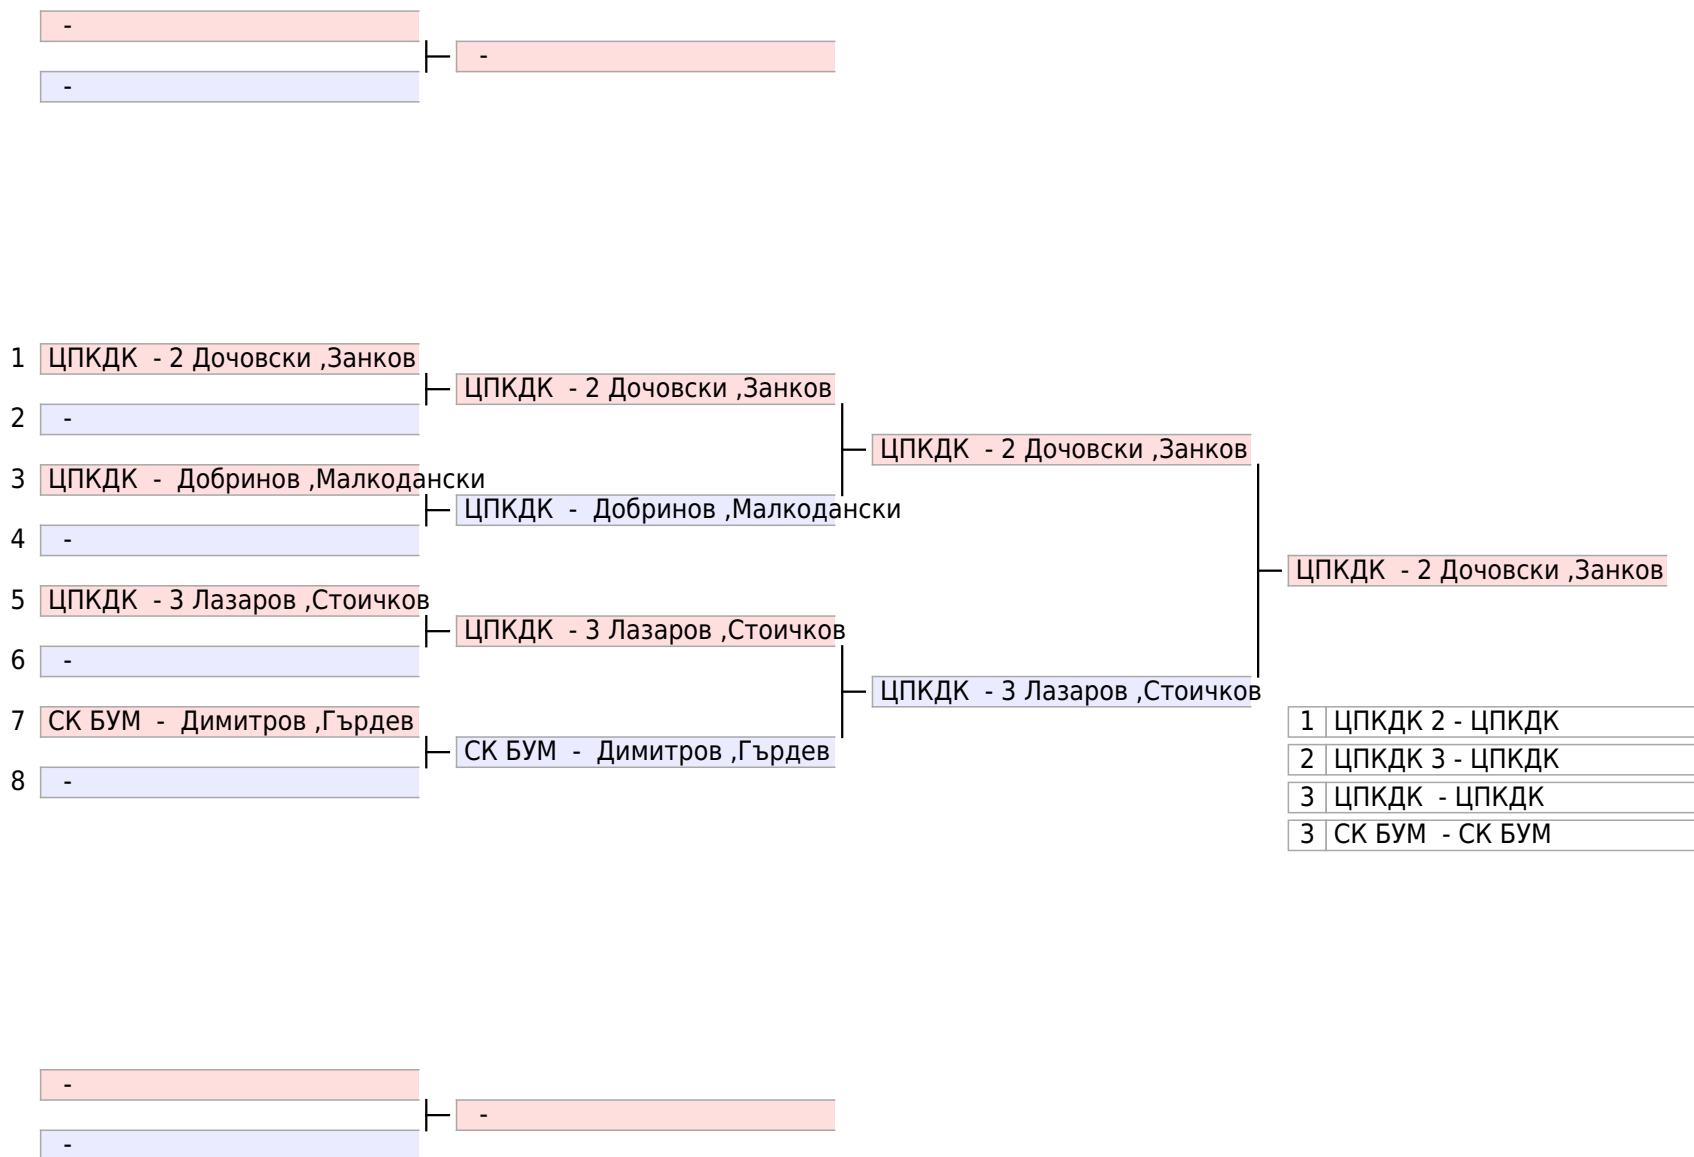 -
-
-
1 ЦПКДК - 2 Дочовски ,Занков
ЦПКДК - 2 Дочовски ,Занков
2 -
ЦПКДК - 2 Дочовски ,Занков
3 ЦПКДК - Добринов ,Малкодански
ЦПКДК - Добринов ,Малкодански
4 -
ЦПКДК - 2 Дочовски ,Занков
5 ЦПКДК - 3 Лазаров ,Стоичков
ЦПКДК - 3 Лазаров ,Стоичков
6 -
ЦПКДК - 3 Лазаров ,Стоичков
7 СК БУМ - Димитров ,Гърдев
СК БУМ - Димитров ,Гърдев
8 -
1 ЦПКДК 2 - ЦПКДК
2 ЦПКДК 3 - ЦПКДК
3 ЦПКДК - ЦПКДК
3 СК БУМ - СК БУМ
-
-
-